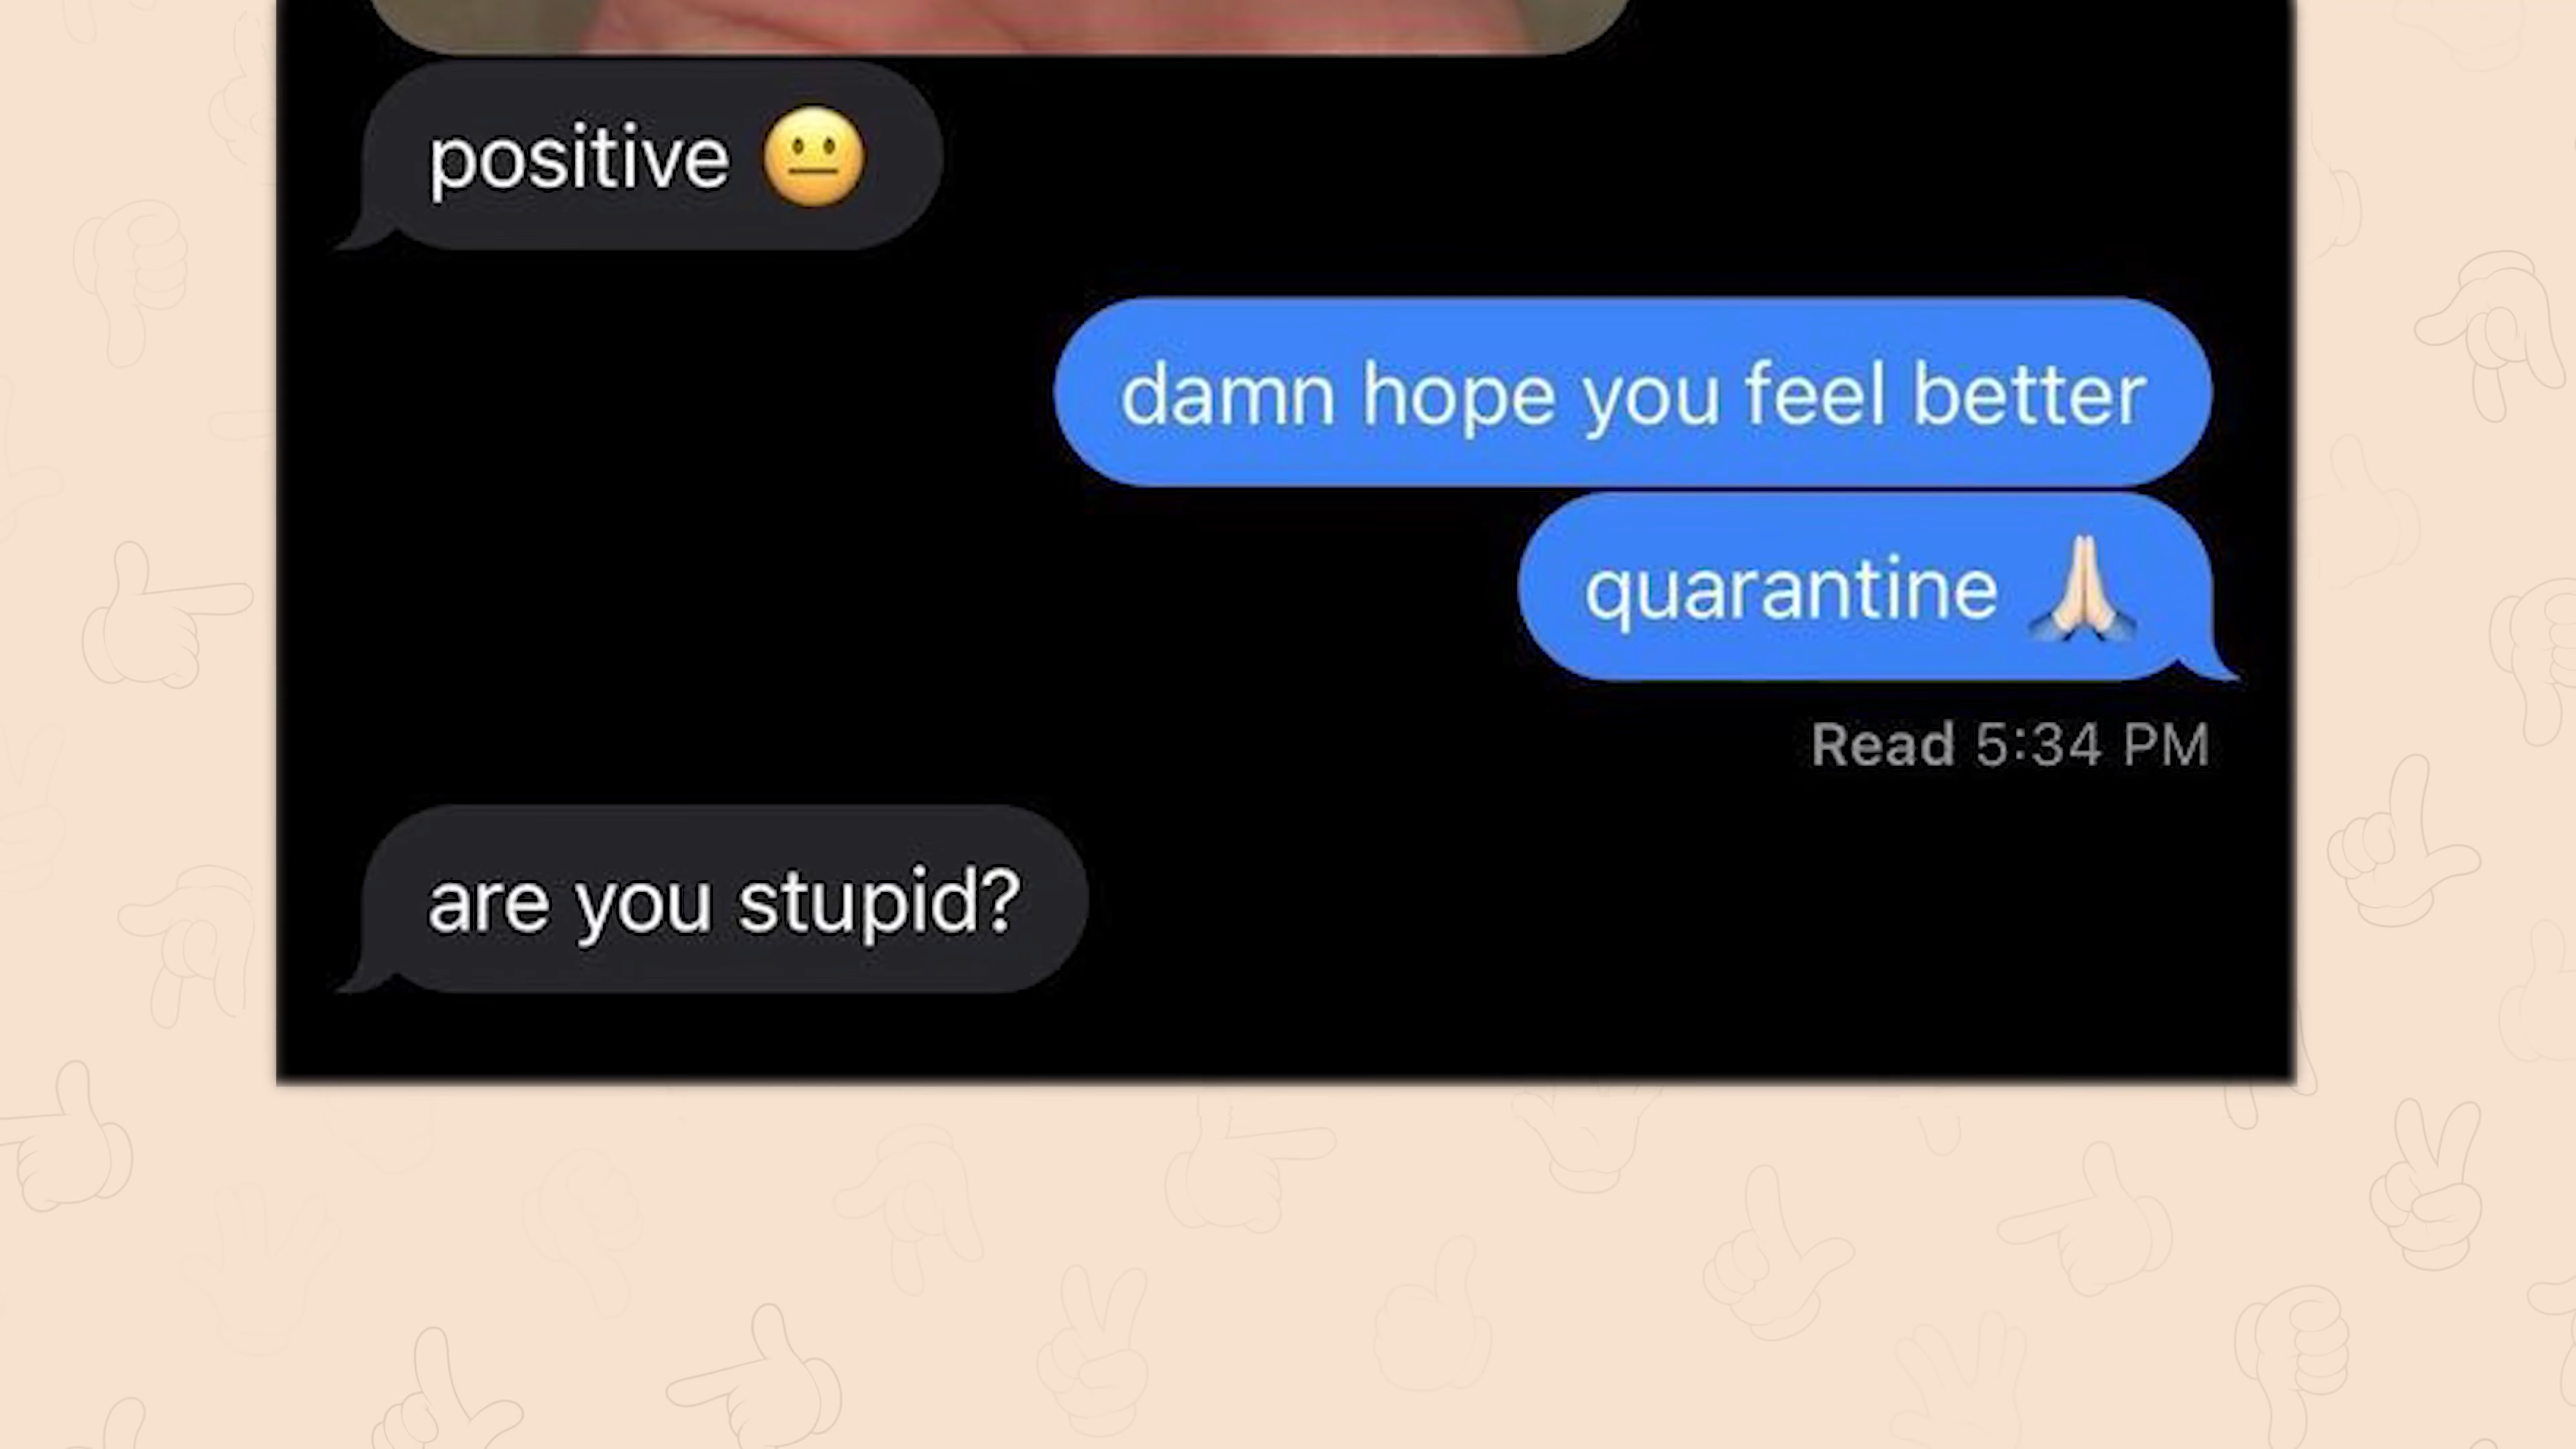 positive 😐
damn hope you feel better
quarantine 🙏🏻
Read 5:34 PM
are you stupid?